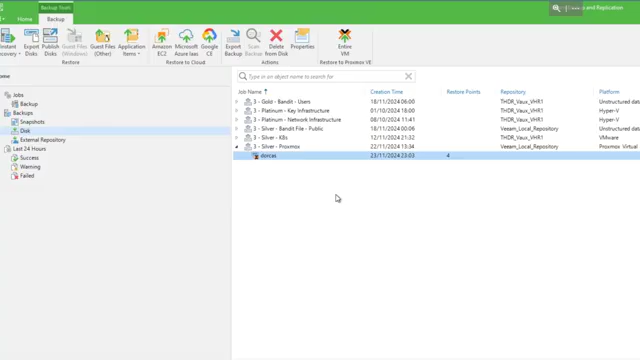 Backup Tools
and Replication
Home Backup
Instant Recovery
Export Disks
Publish Disks
Guest Files (Windows)
Guest Files (Other)
Application Items
Amazon EC2
Microsoft Azure IaaS
Google CE
Export Backup
Scan Backup
Delete from Disk
Properties
Entire VM
Restore
Restore to Cloud
Actions
Restore to Proxmox VE
Type in an object name to search for
Jobs
Backup
Backups
Snapshots
Disk
External Repository
Last 24 Hours
Success
Warning
Failed
Job Name Creation Time Restore Points Repository Platform
3 - Gold - Bandit - Users 18/11/2024 06:00 THDR_Vaux_VHR1 Unstructured data
3 - Platinum - Key Infrastructure 01/10/2024 18:00 THDR_Vaux_VHR1 Hyper-V
3 - Platinum - Network Infrastructure 08/10/2024 11:41 THDR_Vaux_VHR1 Hyper-V
3 - Silver - Bandit File - Public 18/11/2024 00:06 Veeam_Local_Repository Unstructured data
3 - Silver - K8s 12/11/2024 21:32 THDR_Vaux_VHR1 VMware
3 - Silver - Proxmox 22/11/2024 13:34 Veeam_Local_Repository Proxmox Virtual
dorcas 23/11/2024 23:03 4